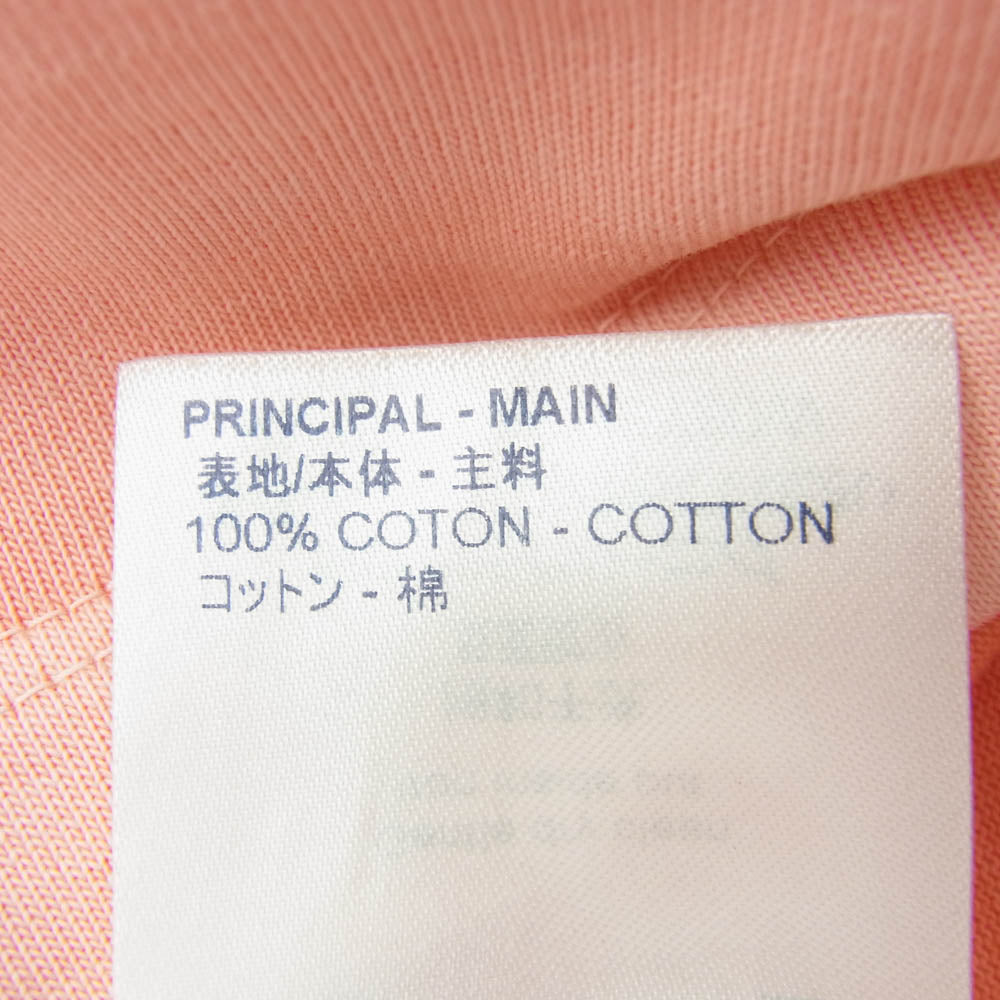 PRINCIPAL - MAIN
表地/本体 - 主料
100% COTON - COTTON
コットン - 棉